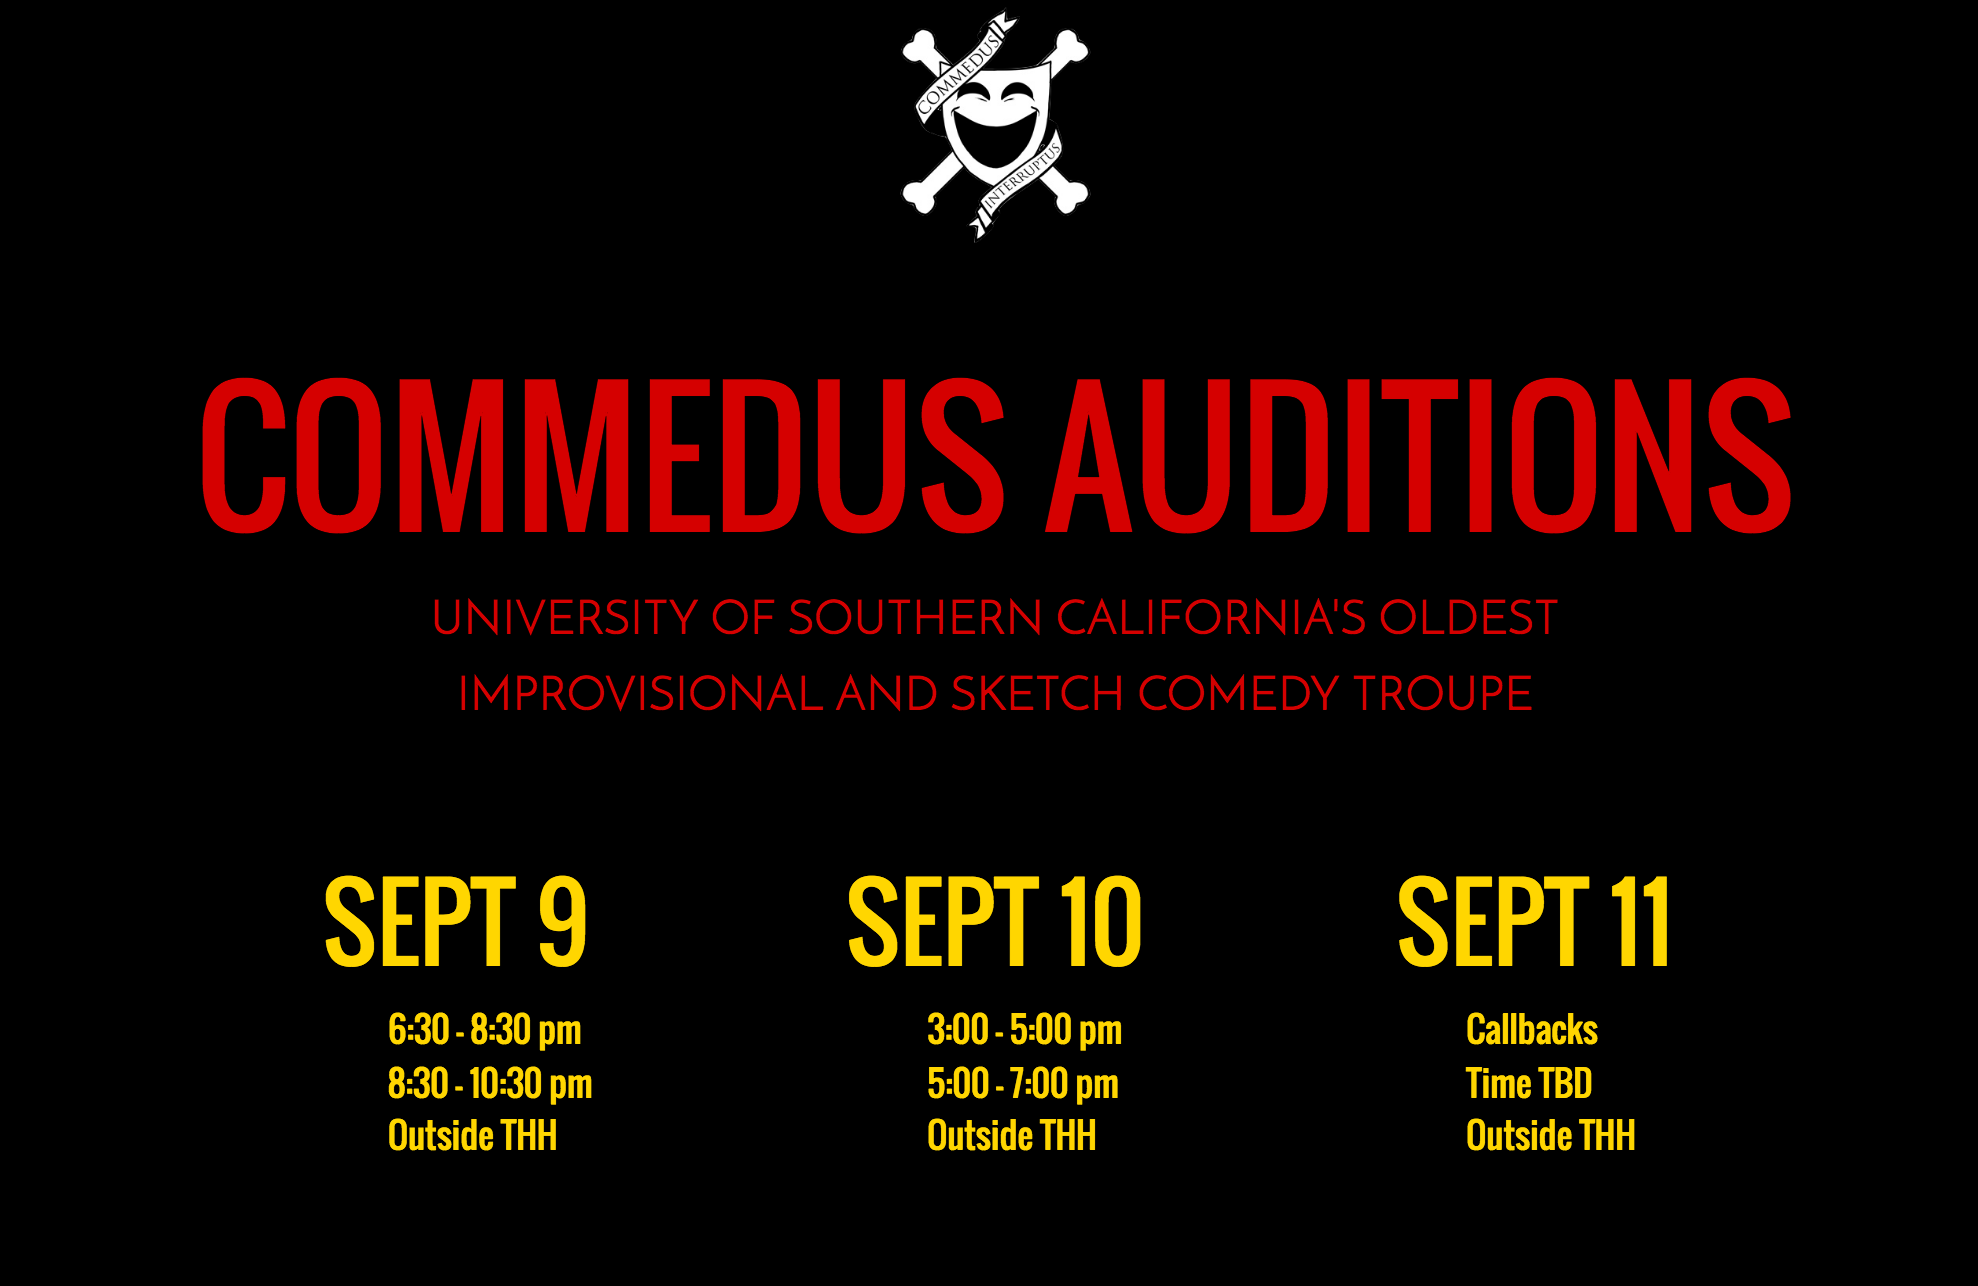 COMMEDUS
INTERRUPTUS
COMMEDUS AUDITIONS
UNIVERSITY OF SOUTHERN CALIFORNIA'S OLDEST
IMPROVISIONAL AND SKETCH COMEDY TROUPE
SEPT 9
6:30 - 8:30 pm
8:30 - 10:30 pm
Outside THH
SEPT 10
3:00 - 5:00 pm
5:00 - 7:00 pm
Outside THH
SEPT 11
Callbacks
Time TBD
Outside THH